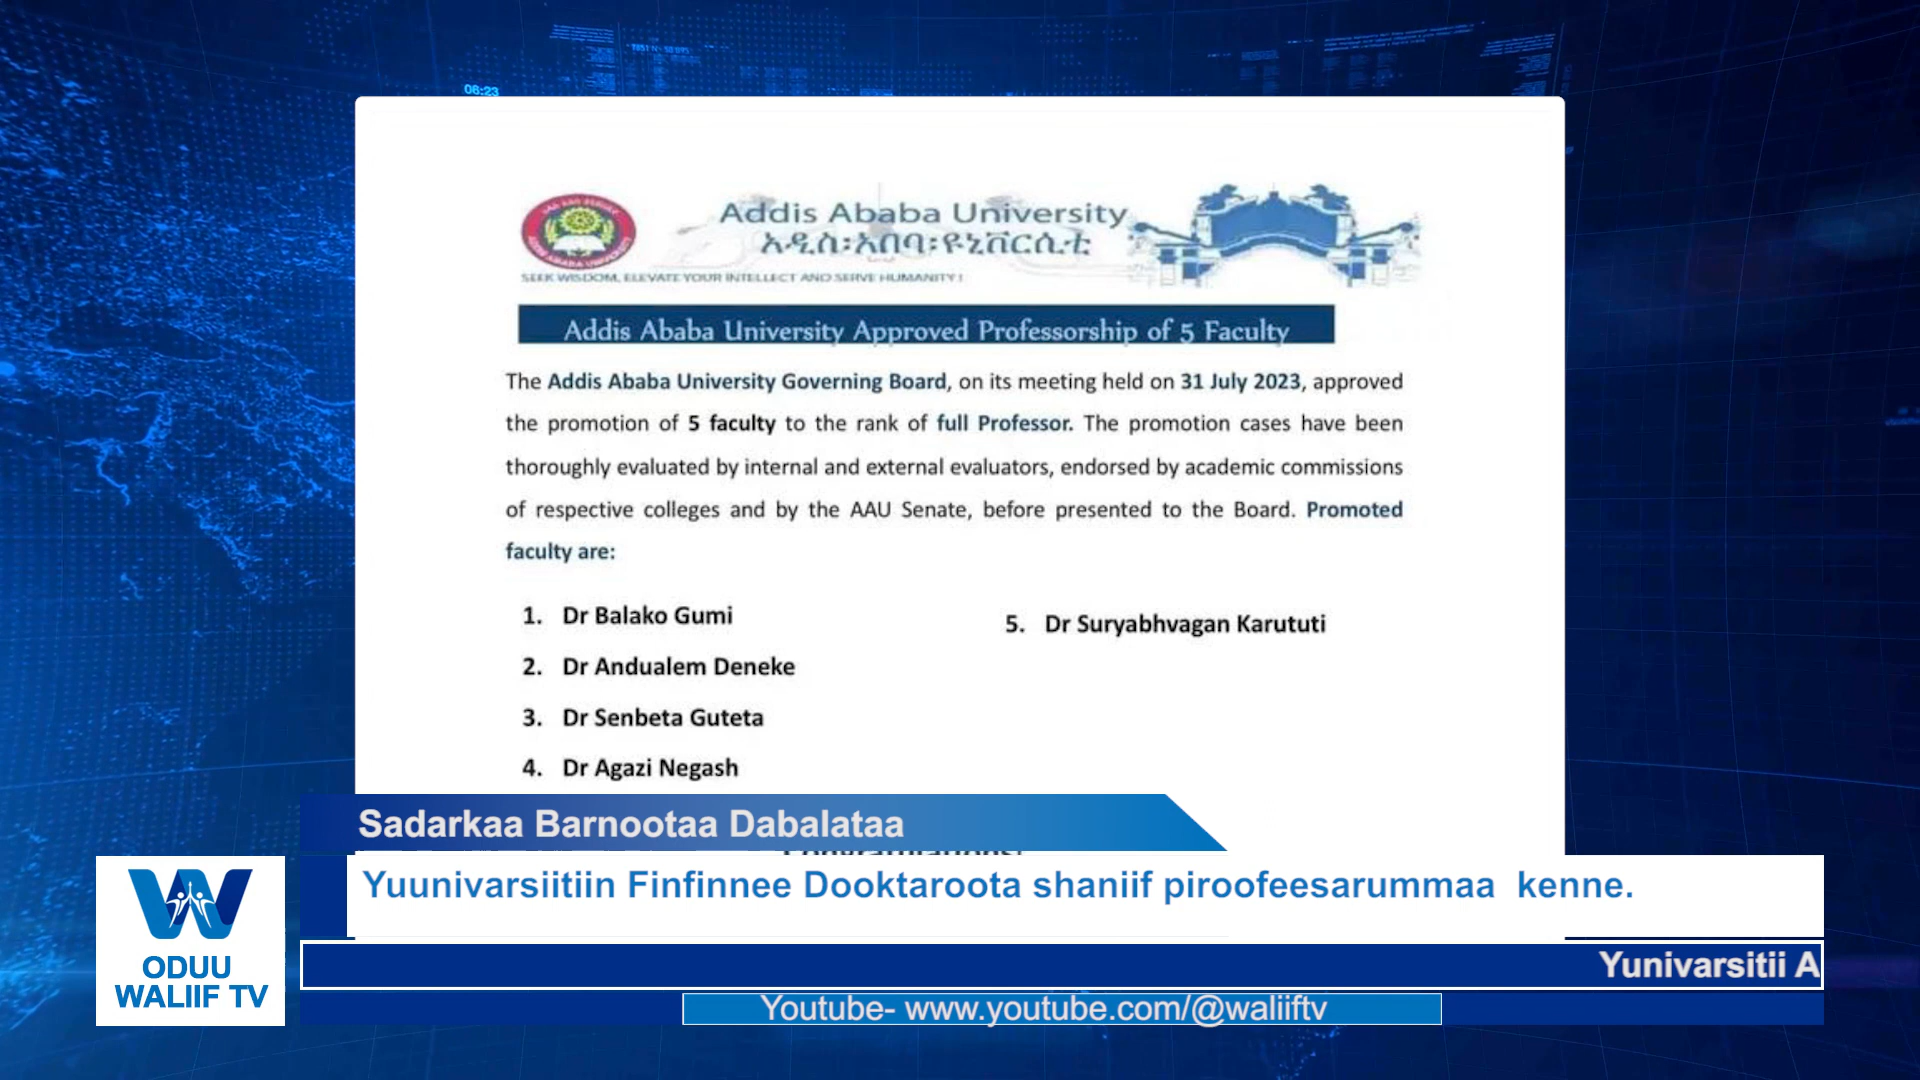 06:23
Addis Ababa University
አዲስ፡አበባ፡ዩኒቨርሲቲ
SEEK WISDOM, ELEVATE YOUR INTELLECT AND SERVE HUMANITY !
Addis Ababa University Approved Professorship of 5 Faculty
The Addis Ababa University Governing Board, on its meeting held on 31 July 2023, approved
the promotion of 5 faculty to the rank of full Professor. The promotion cases have been
thoroughly evaluated by internal and external evaluators, endorsed by academic commissions
of respective colleges and by the AAU Senate, before presented to the Board. Promoted
faculty are:
1. Dr Balako Gumi
2. Dr Andualem Deneke
3. Dr Senbeta Guteta
4. Dr Agazi Negash
5. Dr Suryabhvagan Karututi
Sadarkaa Barnootaa Dabalataa
Yuunivarsiitiin Finfinnee Dooktaroota shaniif piroofeesarummaa kenne.
ODUU
WALIIF TV
Yunivarsitii A
Youtube- www.youtube.com/@waliiftv